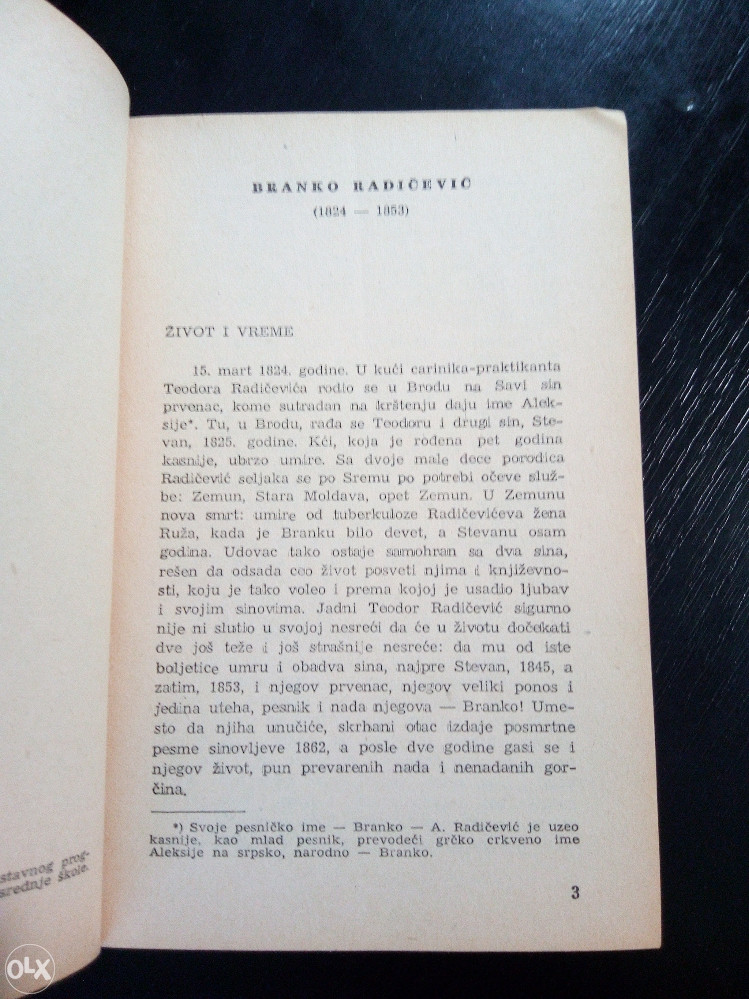 BRANKO RADIČEVIĆ
(1824 — 1853)
ŽIVOT I VREME
15. mart 1824. godine. U kući carinika-praktikanta
Teodora Radičevića rodio se u Brodu na Savi sin
prvenac, kome sutradan na krštenju daju ime Alek-
sije*. Tu, u Brodu, rađa se Teodoru i drugi sin, Ste-
van, 1825. godine. Kći, koja je rođena pet godina
kasnije, ubrzo umire. Sa dvoje male dece porodica
Radičević seljaka se po Sremu po potrebi očeve služ-
be: Zemun, Stara Moldava, opet Zemun. U Zemunu
nova smrt: umire od tuberkuloze Radičevićeva žena
Ruža, kada je Branku bilo devet, a Stevanu osam
godina. Udovac tako ostaje samohran sa dva sina,
rešen da odsada ceo život posveti njima i književno-
sti, koju je tako voleo i prema kojoj je usadio ljubav
i svojim sinovima. Jadni Teodor Radičević sigurno
nije ni slutio u svojoj nesreći da će u životu dočekati
dve još teže i još strašnije nesreće: da mu od iste
boljetice umru i obadva sina, najpre Stevan, 1845, a
zatim, 1853, i njegov prvenac, njegov veliki ponos i
jedina uteha, pesnik i nada njegova — Branko! Ume-
sto da njiha unučiće, skrhani otac izdaje posmrtne
pesme sinovljeve 1862, a posle dve godine gasi se i
njegov život, pun prevarenih nada i nenadanih gor-
čina.
*) Svoje pesničko ime — Branko — A. Radičević je uzeo
kasnije, kao mlad pesnik, prevodeći grčko crkveno ime
Aleksije na srpsko, narodno — Branko.
3
stavnog prog-
srednje škole.
OLX